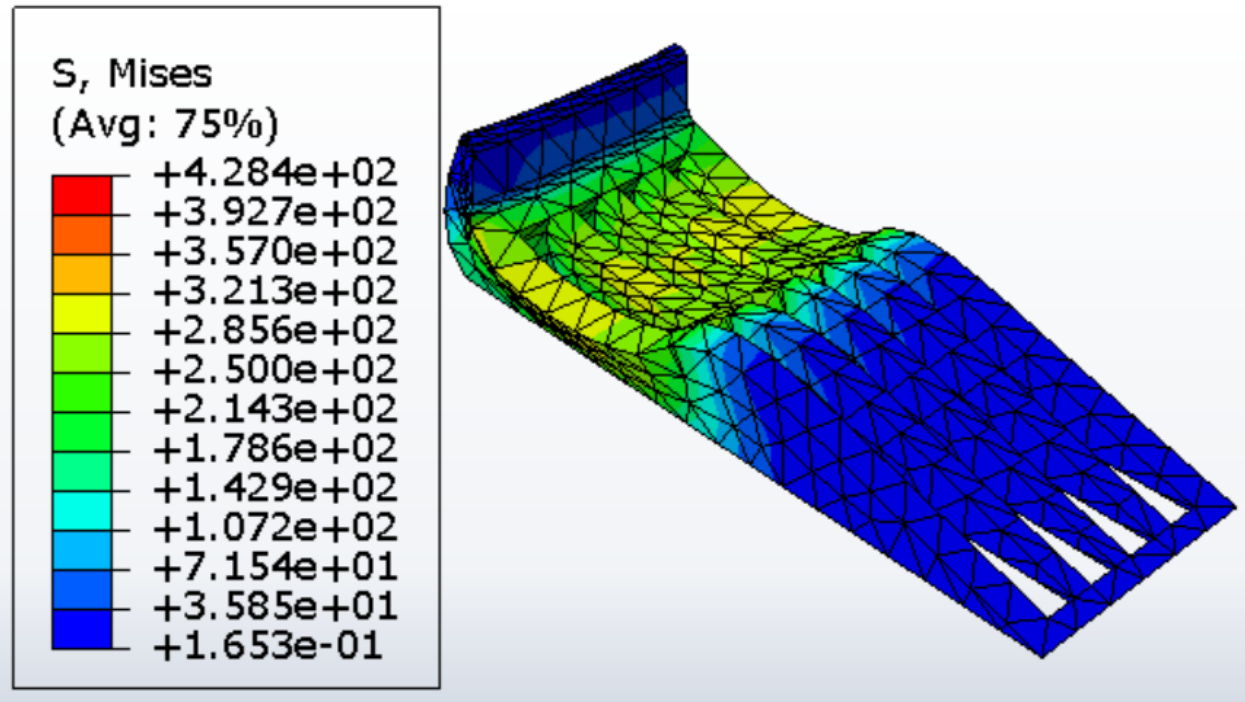 S, Mises
(Avg: 75%)
+4.284e+02
+3.927e+02
+3.570e+02
+3.213e+02
+2.856e+02
+2.500e+02
+2.143e+02
+1.786e+02
+1.429e+02
+1.072e+02
+7.154e+01
+3.585e+01
+1.653e-01